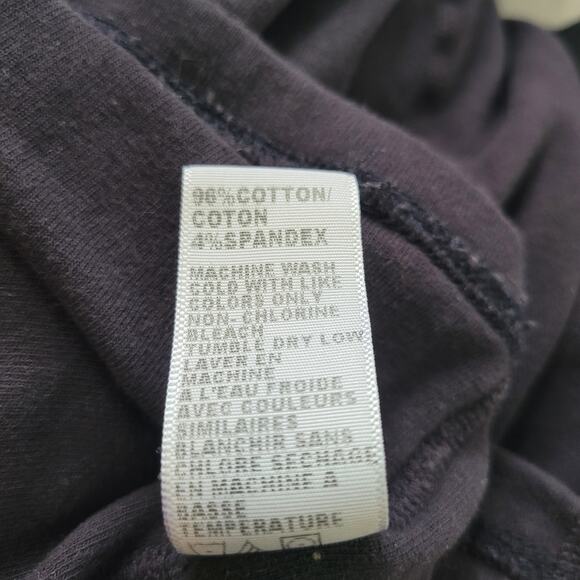 96%COTTON/
COTON
4%SPANDEX
MACHINE WASH
COLD WITH LIKE
COLORS ONLY
NON-CHLORINE
BLEACH
TUMBLE DRY LOW
LAVER EN
MACHINE
A L'EAU FROIDE
AVEC COULEURS
SIMILAIRES
BLANCHIR SANS
CHLORE SECHAGE
EN MACHINE A
BASSE
TEMPERATURE